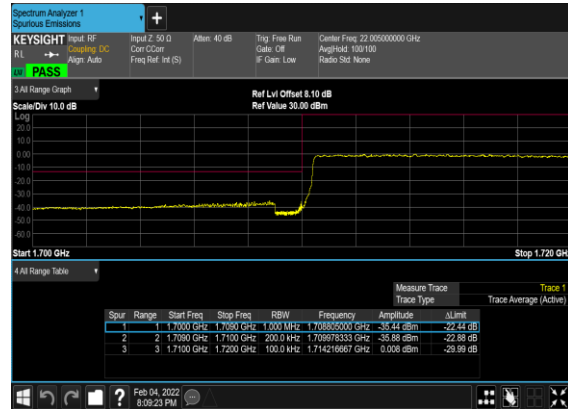 Spectrum Analyzer 1
Spurious Emissions
+
KEYSIGHT Input: RF Input Z: 50 Ω Atten: 40 dB Trig: Free Run Center Freq: 22.005000000 GHz
RL Coupling: DC Corr CCorr Gate: Off Avg|Hold: 100/100
Align: Auto Freq Ref: Int (S) IF Gain: Low Radio Std: None
LW PASS
3 All Range Graph
Ref Lvl Offset 8.10 dB
Scale/Div 10.0 dB Ref Value 30.00 dBm
Log
20.0
10.0
0.00
-10.0
-20.0
-30.0
-40.0
-50.0
-60.0
Start 1.700 GHz Stop 1.720 GHz
4 All Range Table
Measure Trace Trace 1
Trace Type Trace Average (Active)
Spur Range Start Freq Stop Freq RBW Frequency Amplitude ΔLimit
1 1 1.7000 GHz 1.7090 GHz 1.000 MHz 1.708805000 GHz -35.44 dBm -22.44 dB
2 2 1.7090 GHz 1.7100 GHz 200.0 kHz 1.709978333 GHz -35.88 dBm -22.88 dB
3 3 1.7100 GHz 1.7200 GHz 100.0 kHz 1.714216667 GHz 0.008 dBm -29.99 dB
? Feb 04, 2022
8:09:23 PM